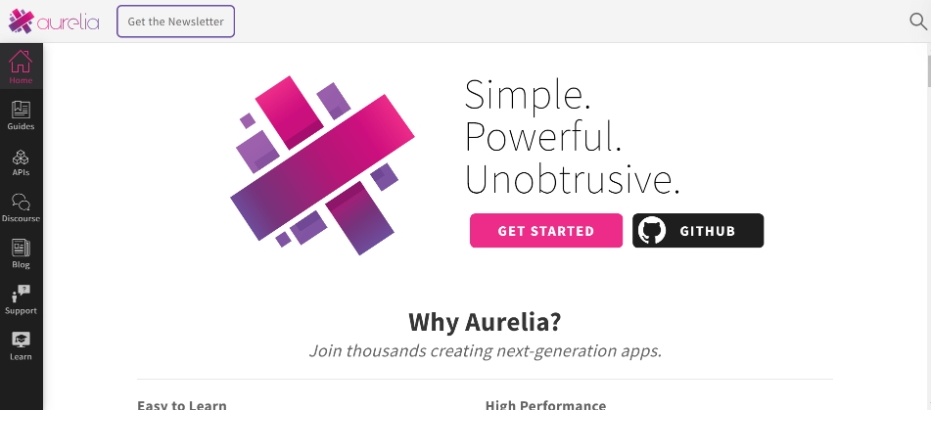 aurelia
Get the Newsletter
Home
Guides
APIs
Discourse
Blog
Support
Learn
Simple.
Powerful.
Unobtrusive.
GET STARTED
GITHUB
Why Aurelia?
Join thousands creating next-generation apps.
Easy to Learn
High Performance